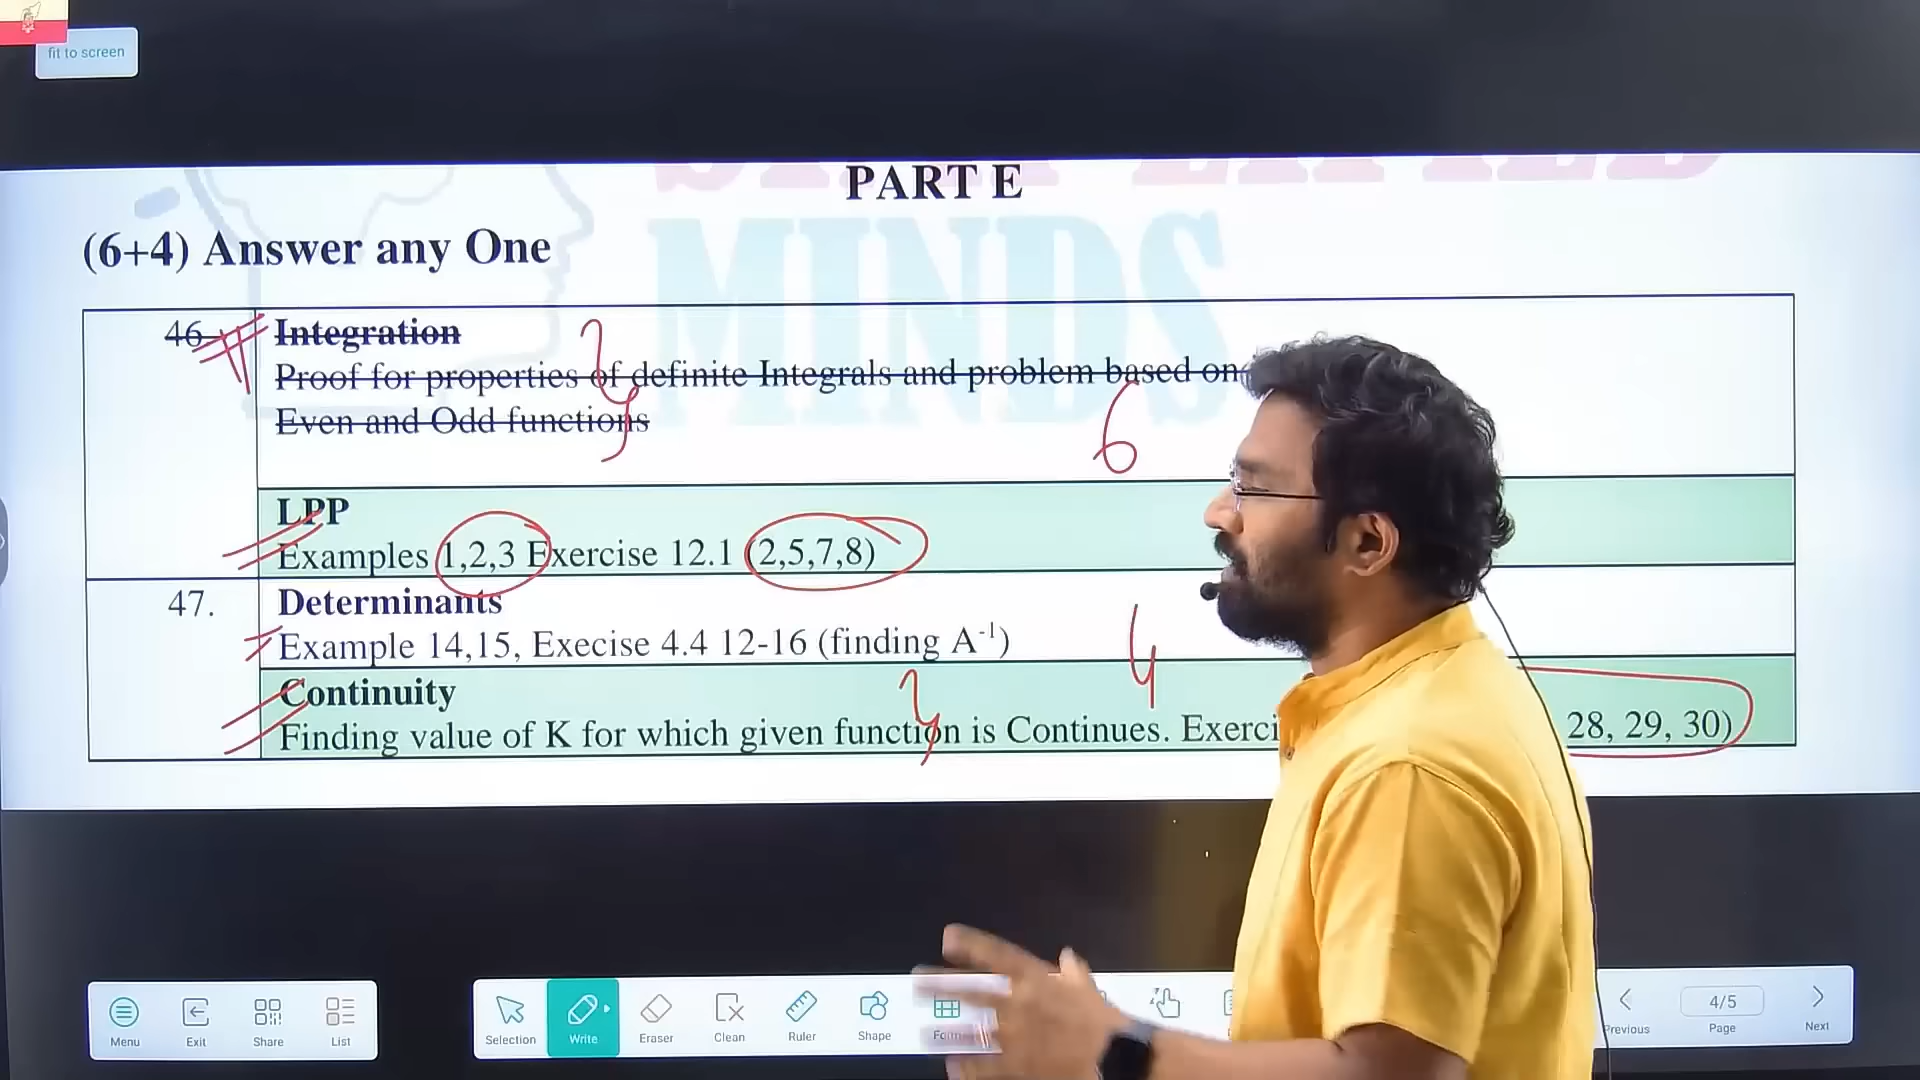 fit to screen
MINDS
PART E
(6+4) Answer any One
46 Integration
Proof for properties of definite Integrals and problem based on
Even and Odd functions
6
LPP
Examples 1,2,3 Exercise 12.1 (2,5,7,8)
47. Determinants
Example 14,15, Execise 4.4 12-16 (finding A⁻¹)
4
Continuity
Finding value of K for which given function is Continues. 28, 29, 30)
Menu Exit Share List Selection Write Eraser Clean Ruler Shape 4/5 Page Next